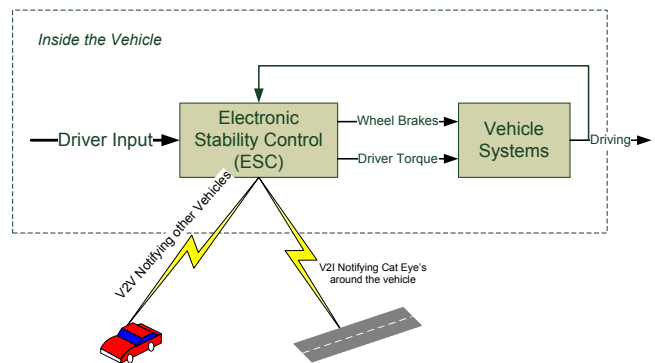 Inside the Vehicle
Driver Input
Electronic
Stability Control
(ESC)
Wheel Brakes
Driver Torque
Vehicle
Systems
Driving
V2V Notifying other Vehicles
V2I Notifying Cat Eye's
around the vehicle